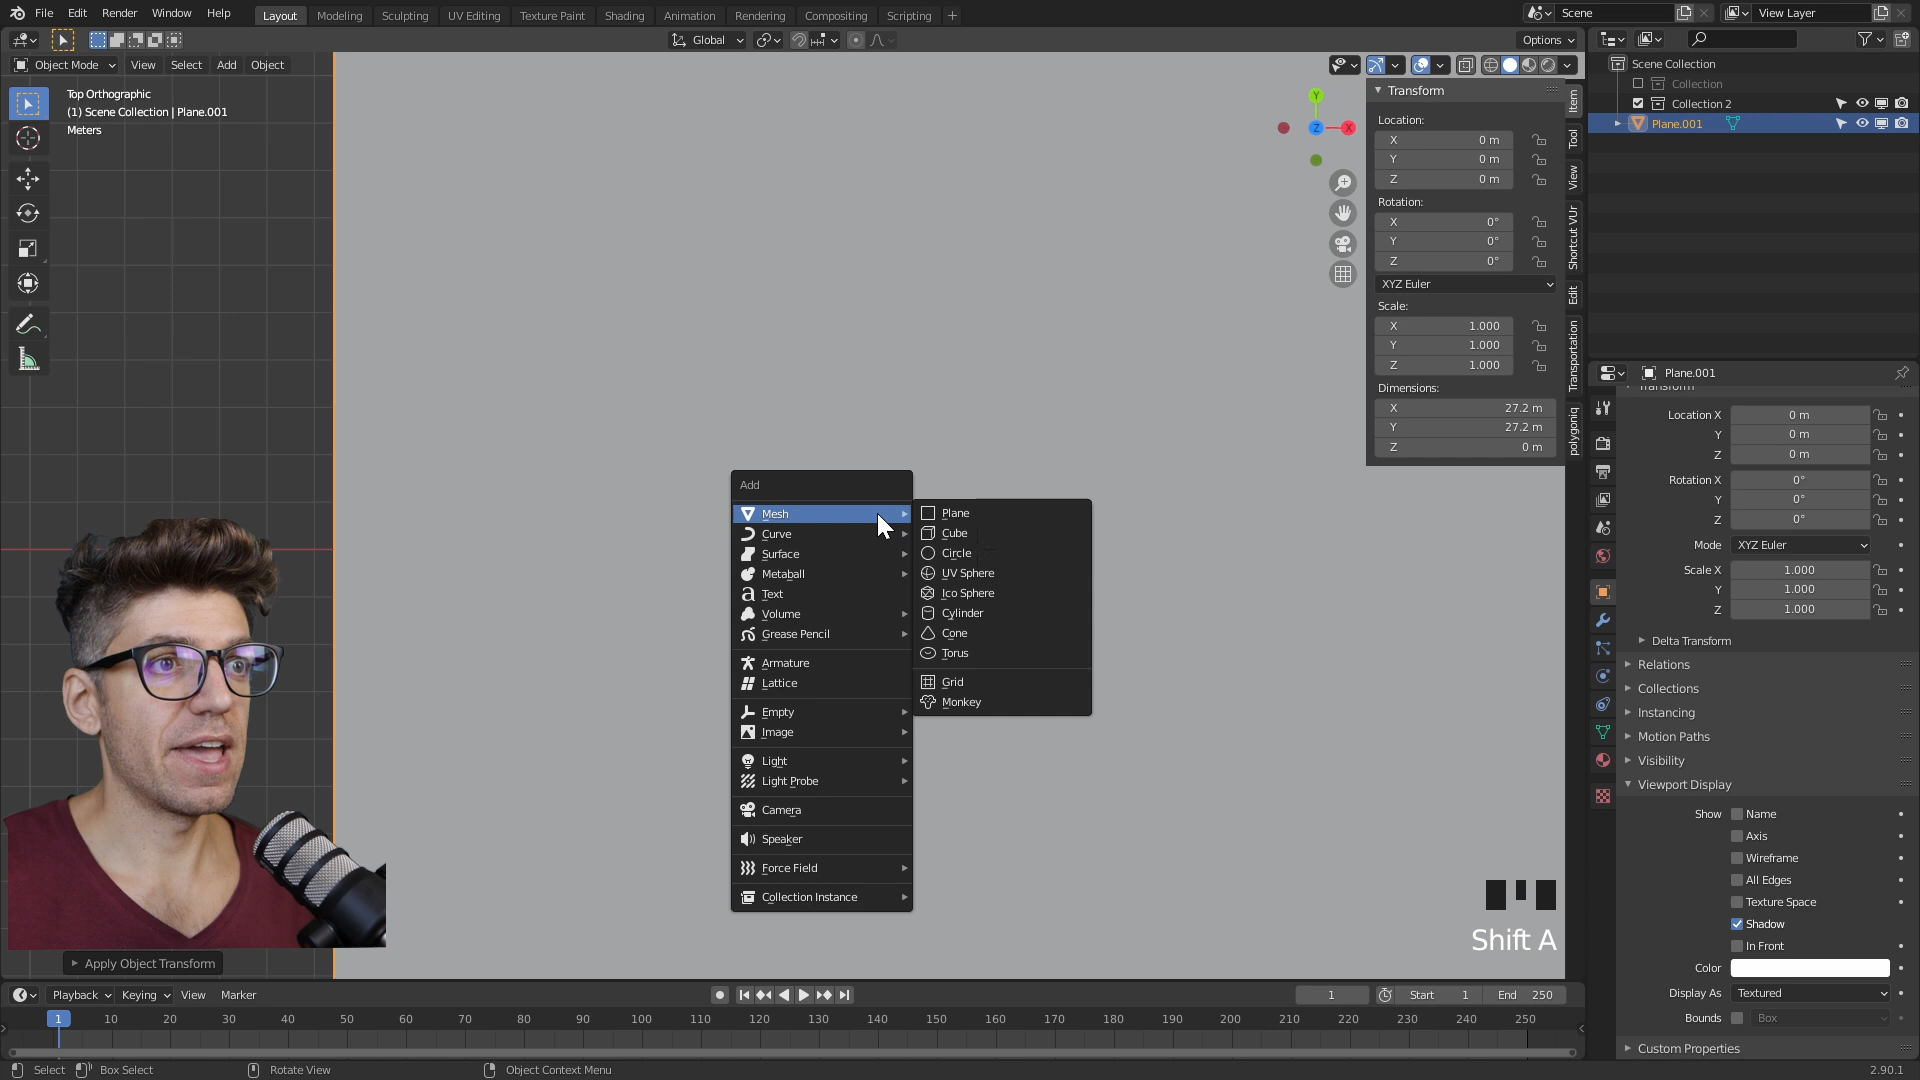 File Edit Render Window Help Layout Modeling Sculpting UV Editing Texture Paint Shading Animation Rendering Compositing Scripting + Scene View Layer
Global Options
Object Mode View Select Add Object
Top Orthographic
(1) Scene Collection | Plane.001
Meters
Y
Z
X
Transform
Location:
X 0 m
Y 0 m
Z 0 m
Rotation:
X 0°
Y 0°
Z 0°
XYZ Euler
Scale:
X 1.000
Y 1.000
Z 1.000
Dimensions:
X 27.2 m
Y 27.2 m
Z 0 m
Item
Tool
View
Shortcut VUr
Edit
Transportation
polygoniq
Scene Collection
Collection
Collection 2
Plane.001
Plane.001
Transform
Location X 0 m
Y 0 m
Z 0 m
Rotation X 0°
Y 0°
Z 0°
Mode XYZ Euler
Scale X 1.000
Y 1.000
Z 1.000
Delta Transform
Relations
Collections
Instancing
Motion Paths
Visibility
Viewport Display
Show Name
Axis
Wireframe
All Edges
Texture Space
Shadow
In Front
Color
Display As Textured
Bounds Box
Custom Properties
Add
Mesh
Curve
Surface
Metaball
Text
Volume
Grease Pencil
Armature
Lattice
Empty
Image
Light
Light Probe
Camera
Speaker
Force Field
Collection Instance
Plane
Cube
Circle
UV Sphere
Ico Sphere
Cylinder
Cone
Torus
Grid
Monkey
Shift A
Apply Object Transform
Playback Keying View Marker 1 Start 1 End 250
1 10 20 30 40 50 60 70 80 90 100 110 120 130 140 150 160 170 180 190 200 210 220 230 240 250
Select Box Select Rotate View Object Context Menu 2.90.1